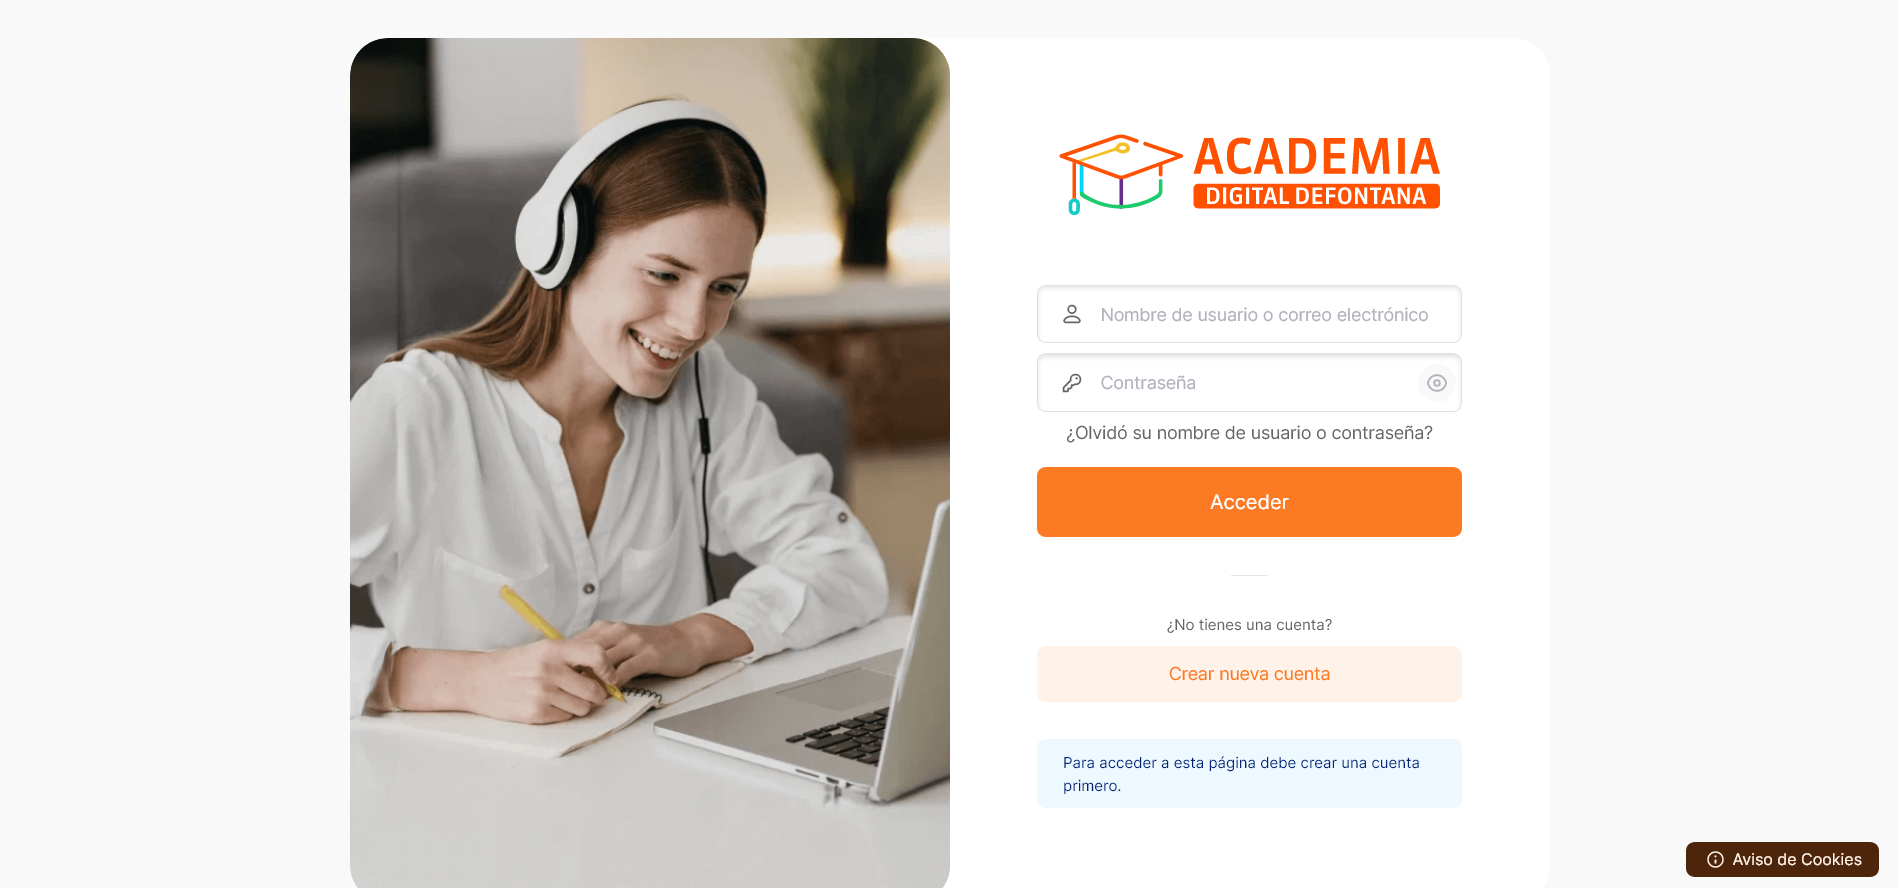 ACADEMIA
DIGITAL DEFONTANA
Nombre de usuario o correo electrónico
Contraseña
¿Olvidó su nombre de usuario o contraseña?
Acceder
¿No tienes una cuenta?
Crear nueva cuenta
Para acceder a esta página debe crear una cuenta
primero.
Aviso de Cookies